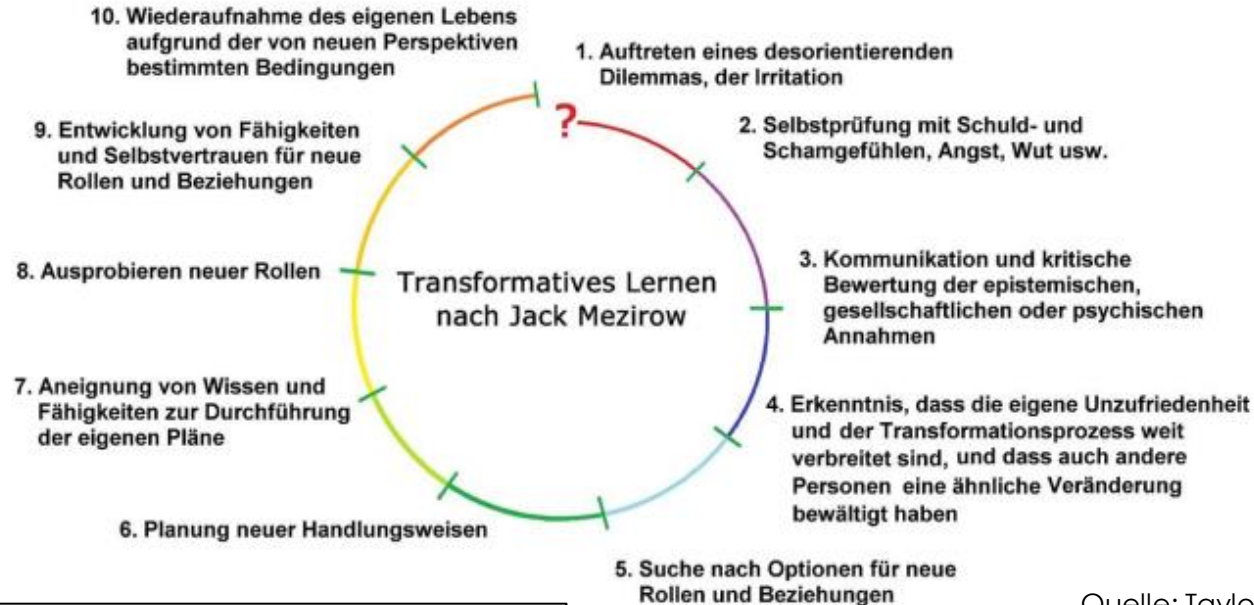 10. Wiederaufnahme des eigenen Lebens
aufgrund der von neuen Perspektiven
bestimmten Bedingungen
1. Auftreten eines desorientierenden
Dilemmas, der Irritation
?
2. Selbstprüfung mit Schuld- und
Schamgefühlen, Angst, Wut usw.
3. Kommunikation und kritische
Bewertung der epistemischen,
gesellschaftlichen oder psychischen
Annahmen
4. Erkenntnis, dass die eigene Unzufriedenheit
und der Transformationsprozess weit
verbreitet sind, und dass auch andere
Personen eine ähnliche Veränderung
bewältigt haben
5. Suche nach Optionen für neue
Rollen und Beziehungen
6. Planung neuer Handlungsweisen
7. Aneignung von Wissen und
Fähigkeiten zur Durchführung
der eigenen Pläne
8. Ausprobieren neuer Rollen
9. Entwicklung von Fähigkeiten
und Selbstvertrauen für neue
Rollen und Beziehungen
Transformatives Lernen
nach Jack Mezirow
Quelle: